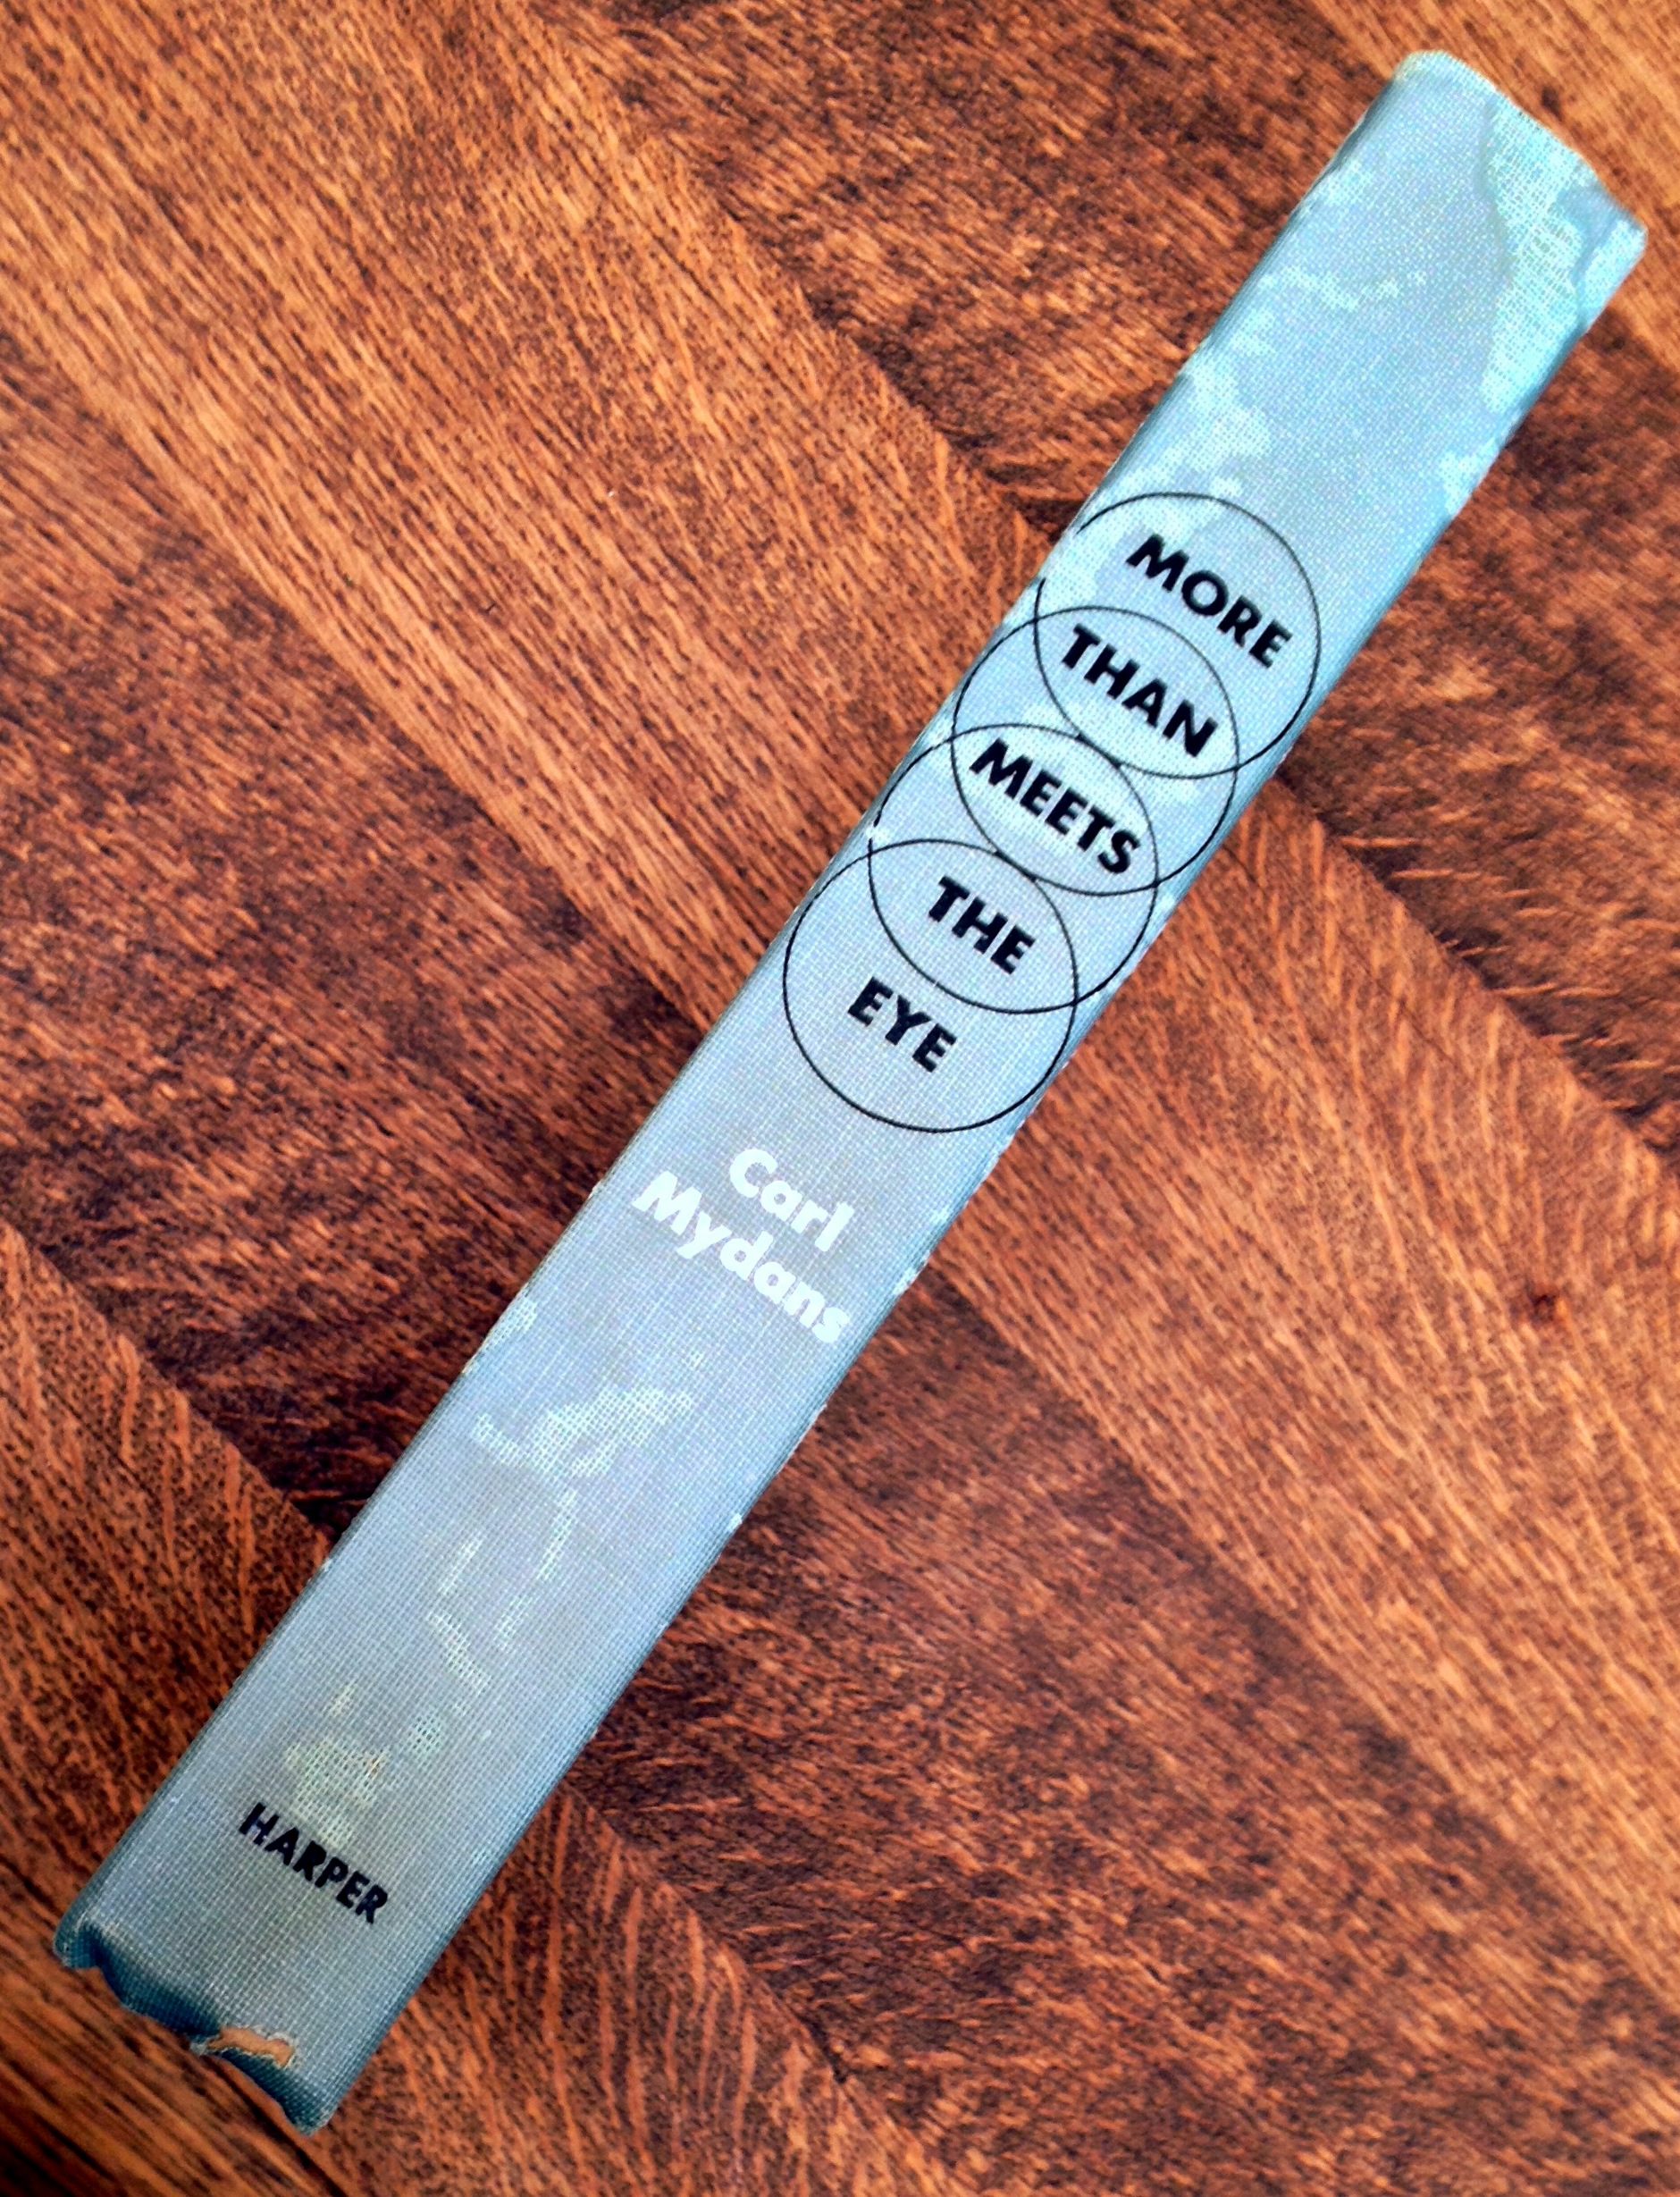 MORE
THAN
MEETS
THE
EYE
Carl
Mydans
HARPER